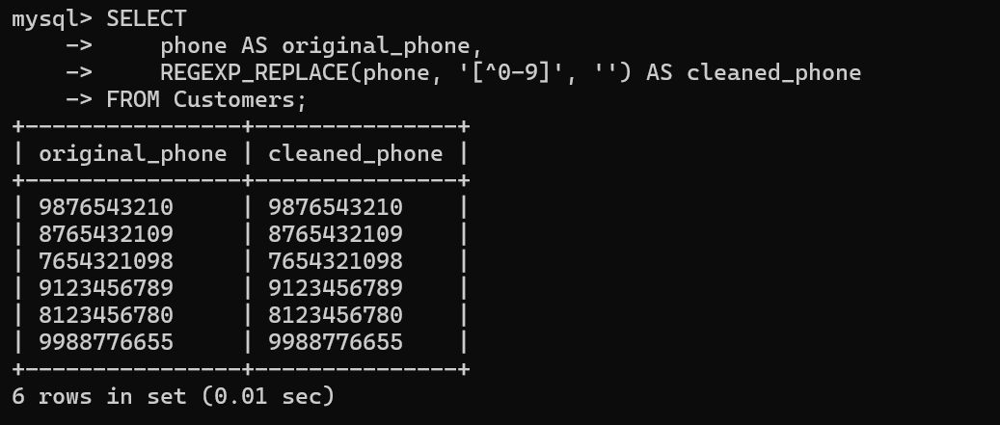 mysql> SELECT
    ->     phone AS original_phone,
    ->     REGEXP_REPLACE(phone, '[^0-9]', '') AS cleaned_phone
    -> FROM Customers;
+----------------+---------------+
| original_phone | cleaned_phone |
+----------------+---------------+
| 9876543210     | 9876543210    |
| 8765432109     | 8765432109    |
| 7654321098     | 7654321098    |
| 9123456789     | 9123456789    |
| 8123456780     | 8123456780    |
| 9988776655     | 9988776655    |
+----------------+---------------+
6 rows in set (0.01 sec)